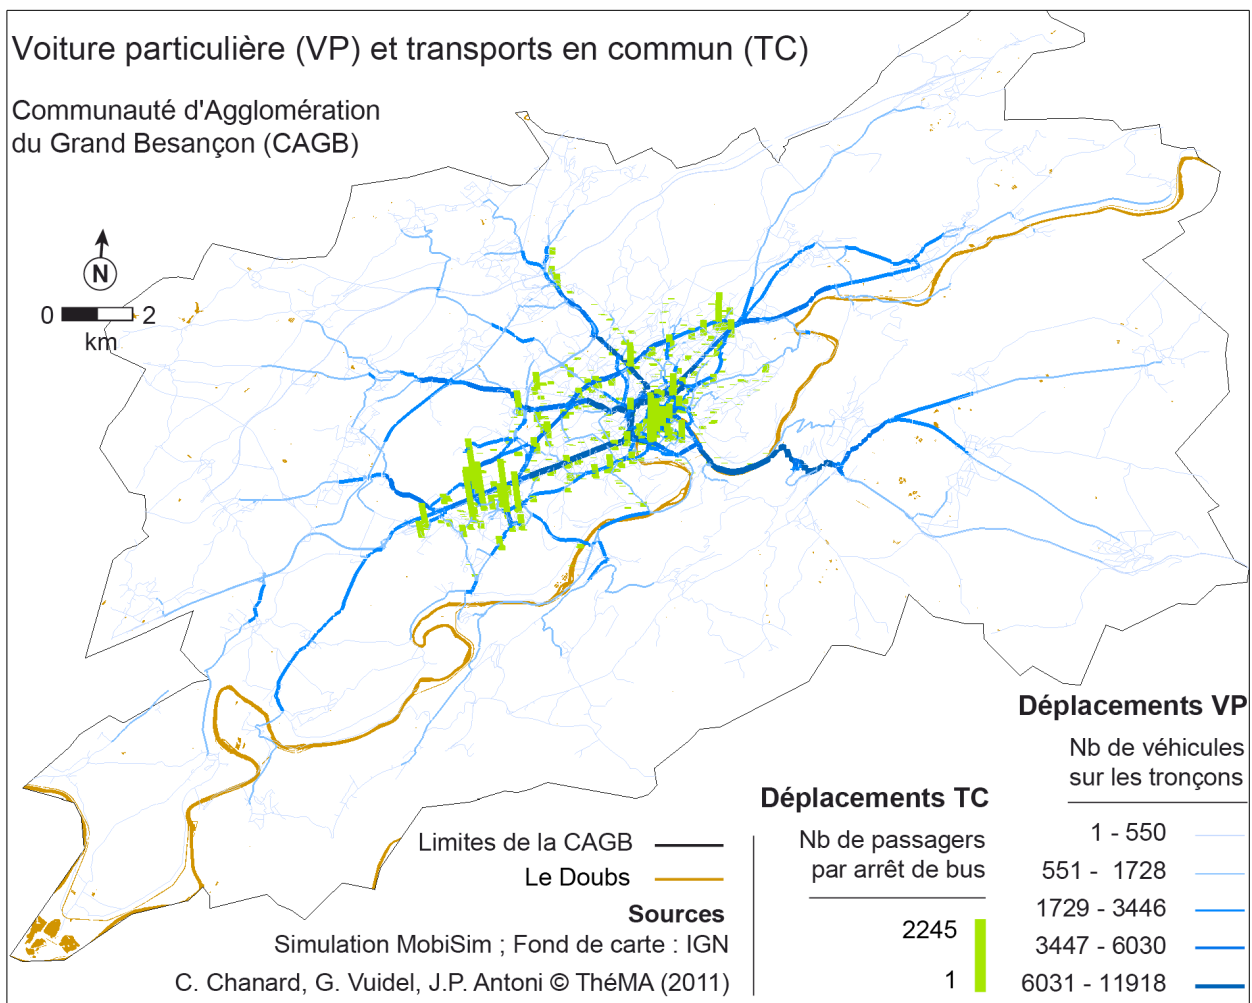 Voiture particulière (VP) et transports en commun (TC)
Communauté d'Agglomération
du Grand Besançon (CAGB)
N
0 2
km
Déplacements VP
Nb de véhicules
sur les tronçons
1 - 550
551 - 1728
1729 - 3446
3447 - 6030
6031 - 11918
Déplacements TC
Nb de passagers
par arrêt de bus
2245
1
Limites de la CAGB
Le Doubs
Sources
Simulation MobiSim ; Fond de carte : IGN
C. Chanard, G. Vuidel, J.P. Antoni © ThéMA (2011)